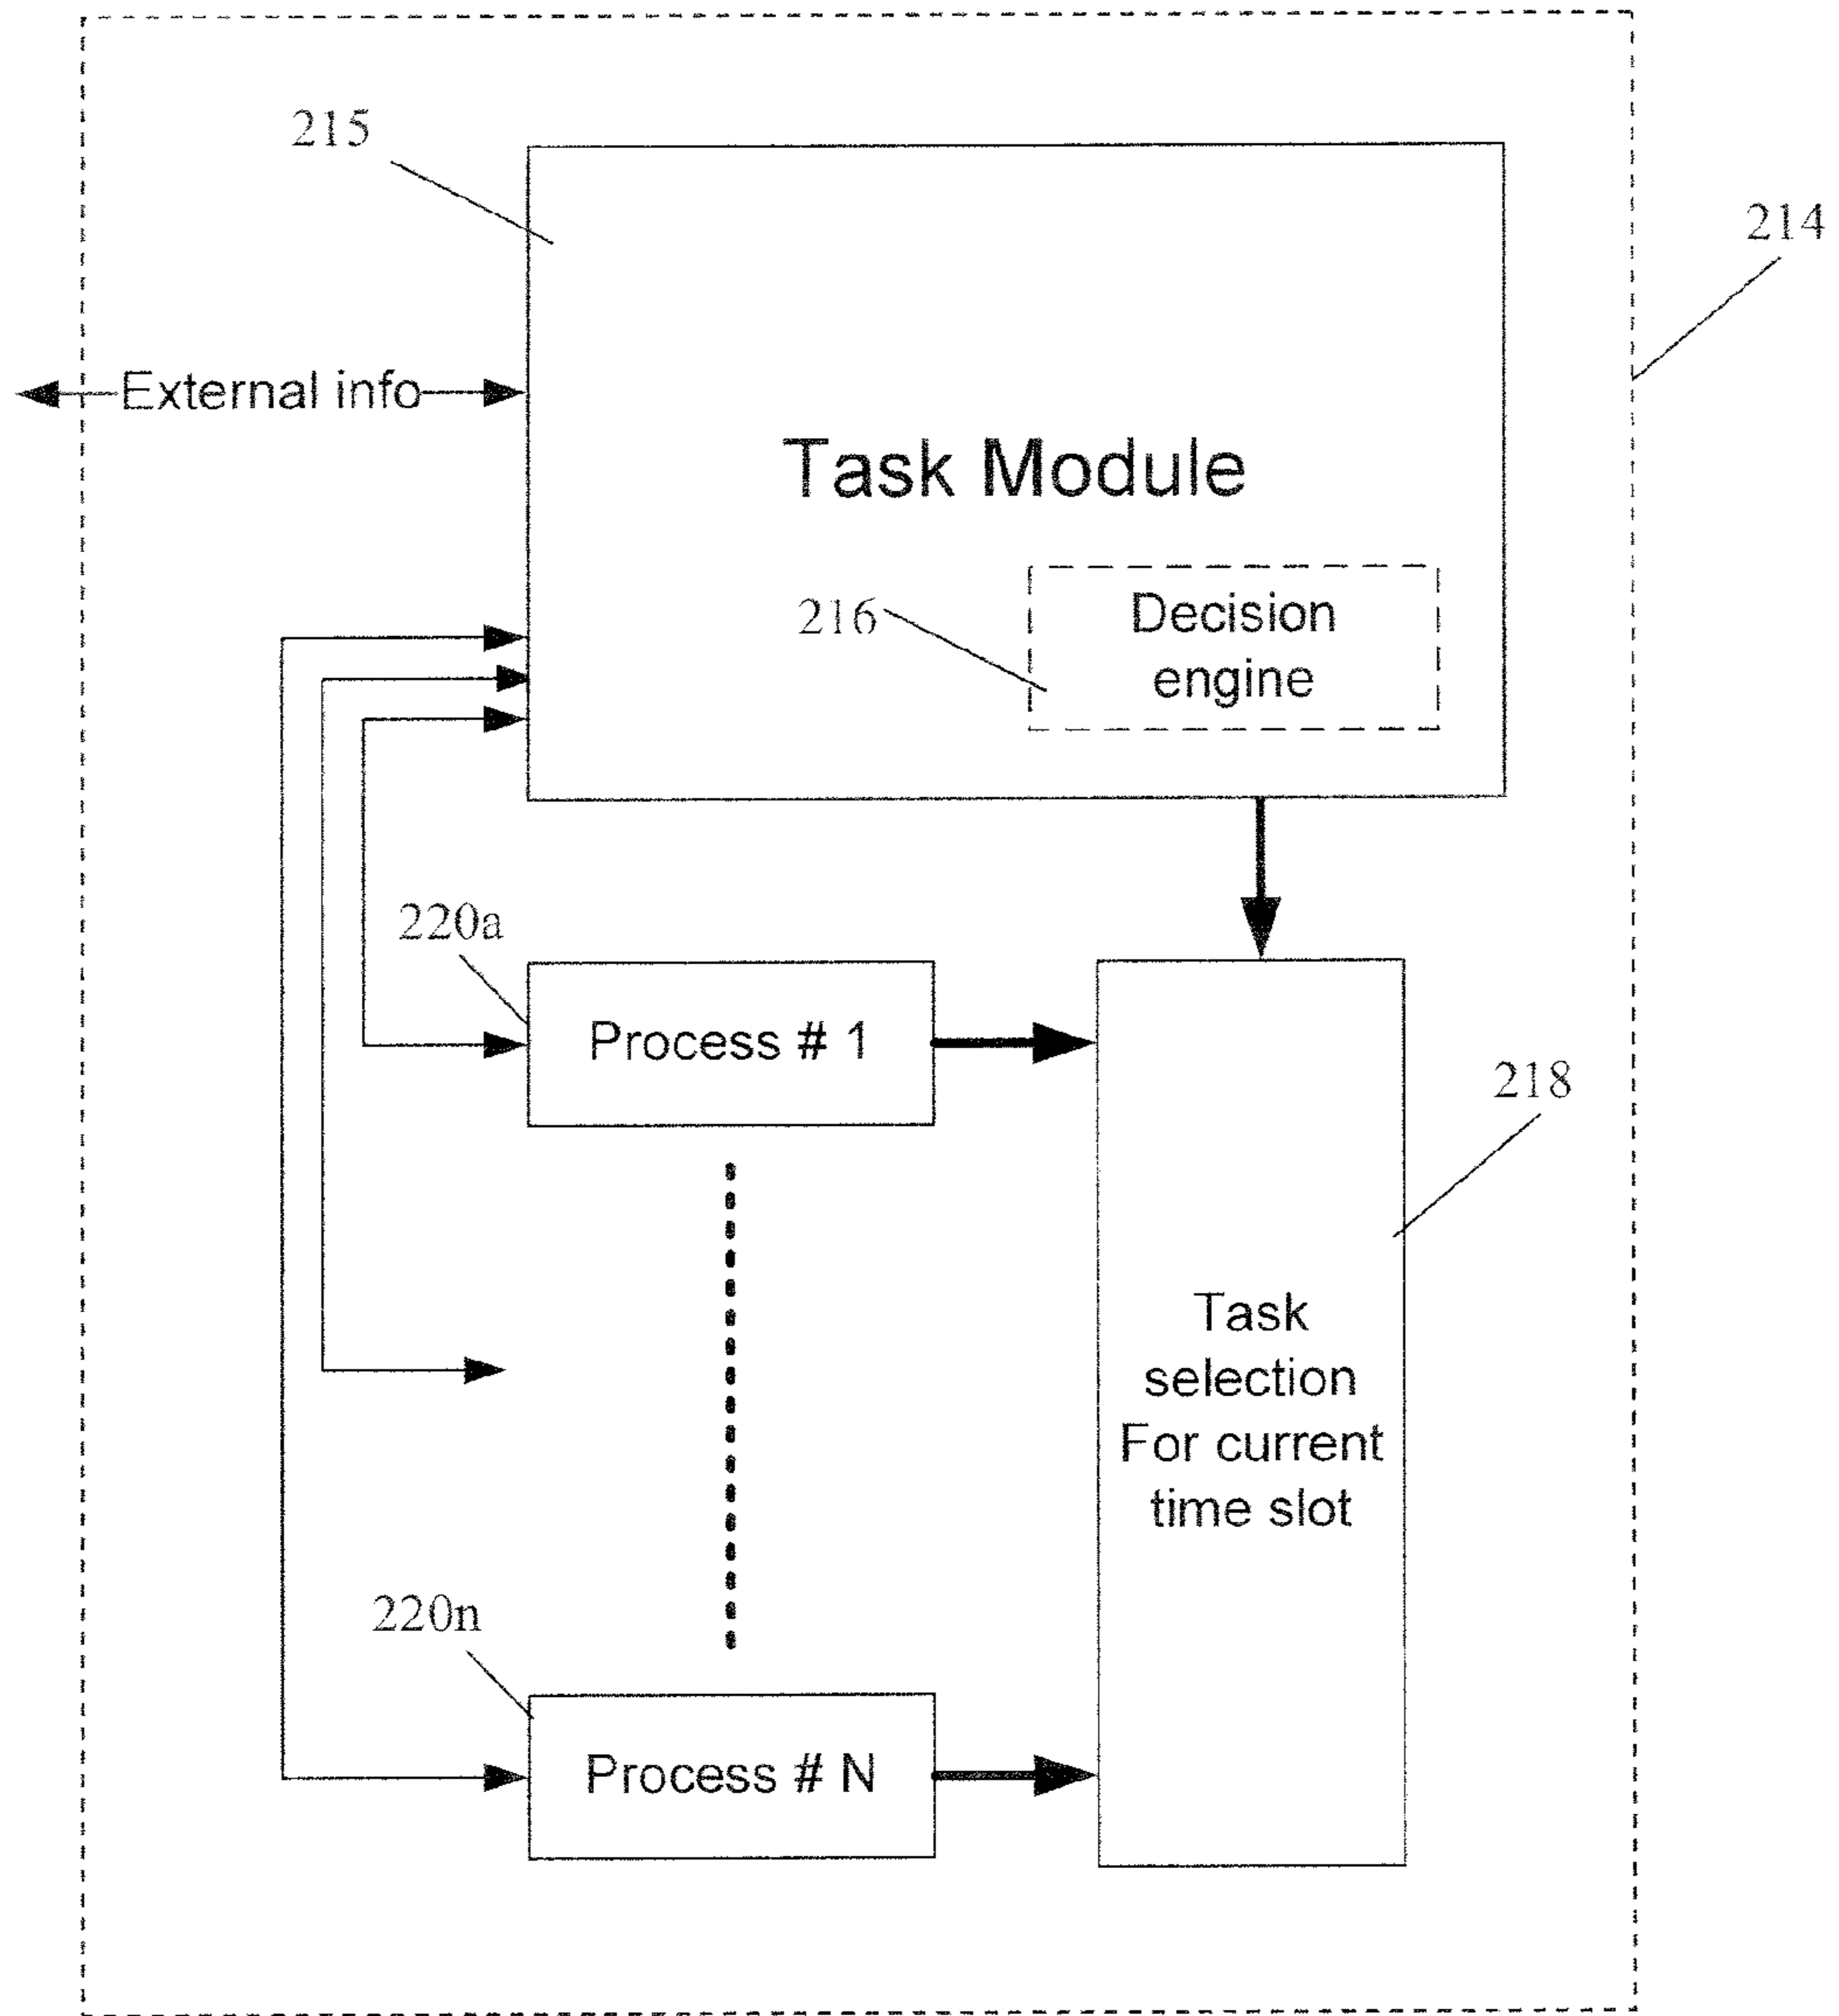 215
214
External info
Task Module
216
Decision
engine
220a
Process # 1
218
Task
selection
For current
time slot
220n
Process # N